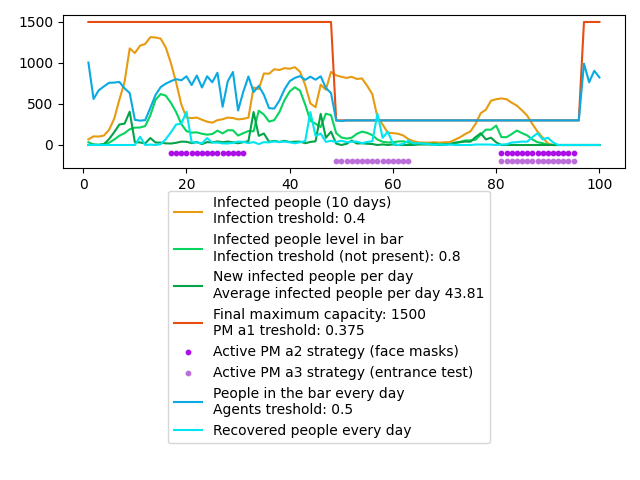 1500
1000
500
0
0
20
40
60
80
100
Infected people (10 days)
Infection treshold: 0.4
Infected people level in bar
Infection treshold (not present): 0.8
New infected people per day
Average infected people per day 43.81
Final maximum capacity: 1500
PM a1 treshold: 0.375
Active PM a2 strategy (face masks)
Active PM a3 strategy (entrance test)
People in the bar every day
Agents treshold: 0.5
Recovered people every day